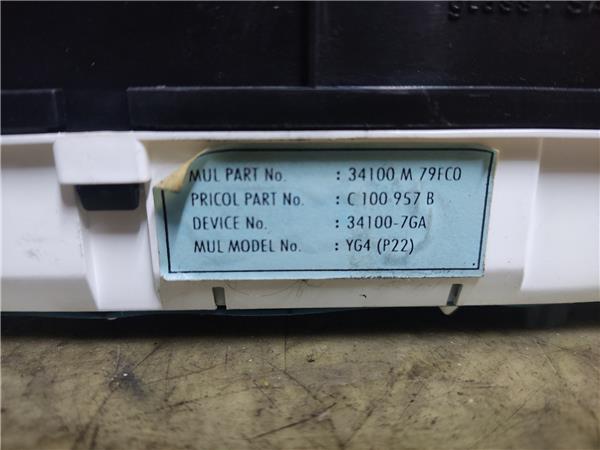 MUL PART No. : 34100 M 79FC0
PRICOL PART No. : C 100 957 B
DEVICE No. : 34100-7GA
MUL MODEL No. : YG4 (P22)